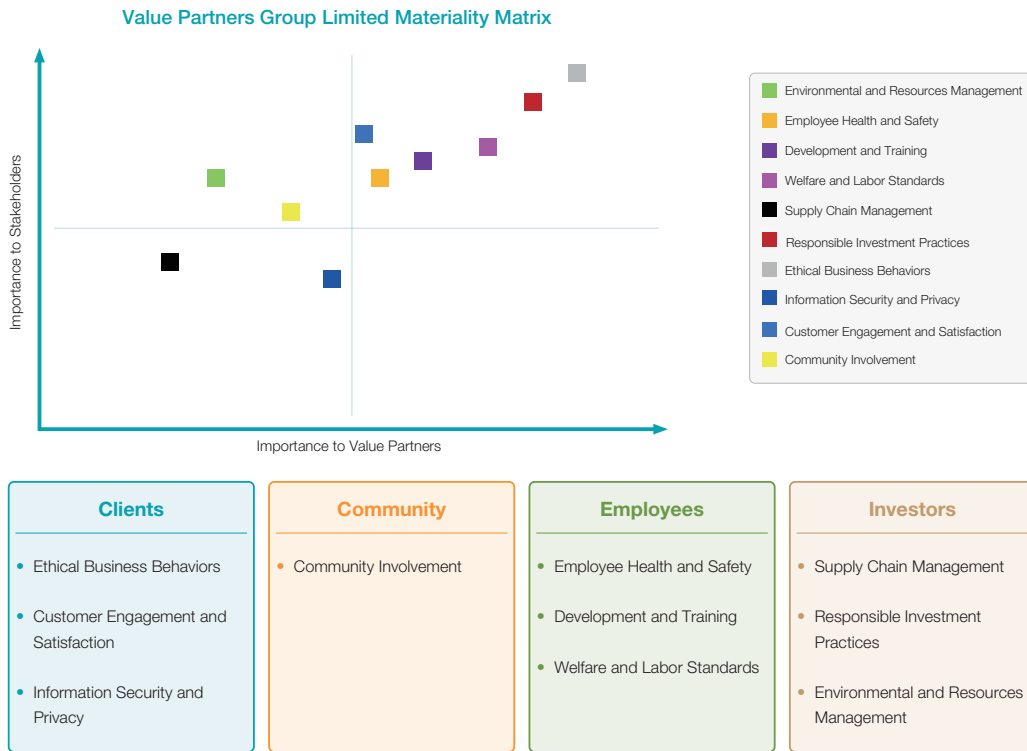 Value Partners Group Limited Materiality Matrix
Importance to Stakeholders
Importance to Value Partners
Environmental and Resources Management
Employee Health and Safety
Development and Training
Welfare and Labor Standards
Supply Chain Management
Responsible Investment Practices
Ethical Business Behaviors
Information Security and Privacy
Customer Engagement and Satisfaction
Community Involvement
Clients
• Ethical Business Behaviors
• Customer Engagement and
Satisfaction
• Information Security and
Privacy
Community
• Community Involvement
Employees
• Employee Health and Safety
• Development and Training
• Welfare and Labor Standards
Investors
• Supply Chain Management
• Responsible Investment
Practices
• Environmental and Resources
Management